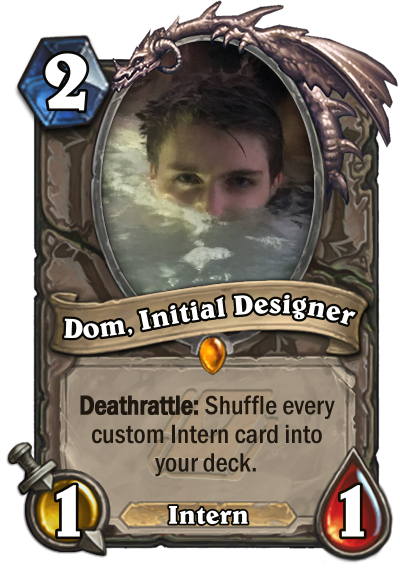 2
Dom, Initial Designer
Deathrattle: Shuffle every
custom Intern card into
your deck.
1
Intern
1